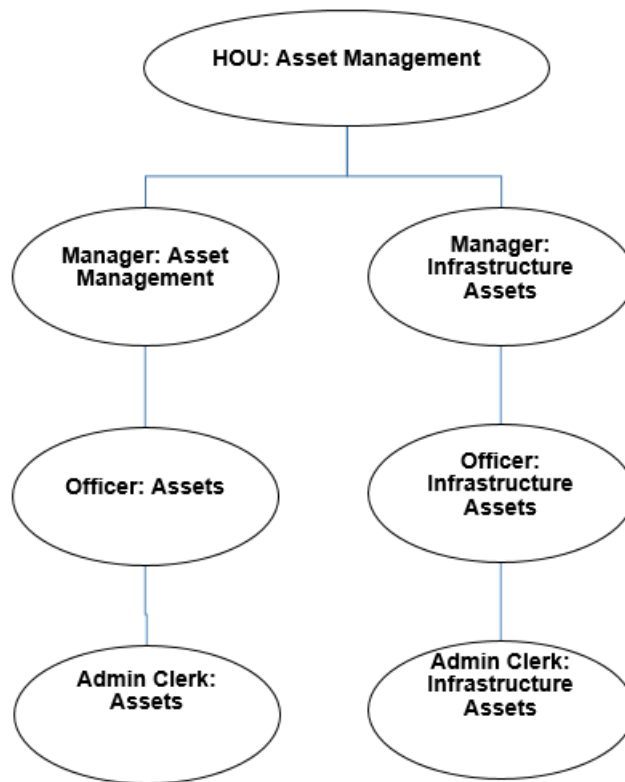 HOU: Asset Management
Manager: Asset
Management
Manager:
Infrastructure
Assets
Officer: Assets
Officer:
Infrastructure
Assets
Admin Clerk:
Assets
Admin Clerk:
Infrastructure
Assets